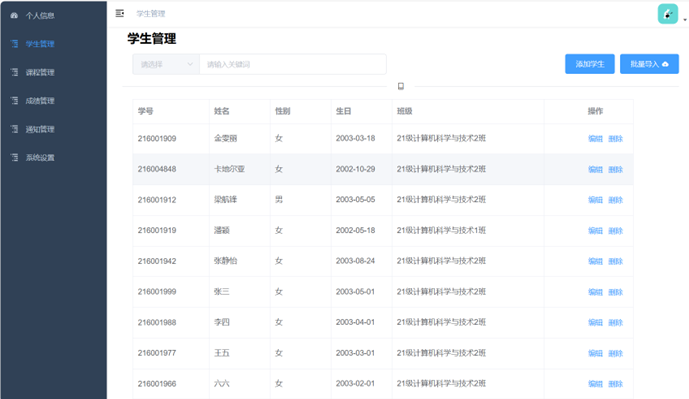 个人信息
学生管理
课程管理
成绩管理
通知管理
系统设置
学生管理
学生管理
请选择 请输入关键词 添加学生 批量导入
学号 姓名 性别 生日 班级 操作
216001909 金雯丽 女 2003-03-18 21级计算机科学与技术2班 编辑 删除
216004848 卡地尔亚 女 2002-10-29 21级计算机科学与技术2班 编辑 删除
216001912 梁航锋 男 2003-05-05 21级计算机科学与技术2班 编辑 删除
216001919 潘颖 女 2002-05-18 21级计算机科学与技术1班 编辑 删除
216001942 张静怡 女 2003-08-24 21级计算机科学与技术2班 编辑 删除
216001999 张三 女 2003-05-01 21级计算机科学与技术2班 编辑 删除
216001988 李四 女 2003-04-01 21级计算机科学与技术2班 编辑 删除
216001977 王五 女 2003-03-01 21级计算机科学与技术2班 编辑 删除
216001966 六六 女 2003-02-01 21级计算机科学与技术2班 编辑 删除